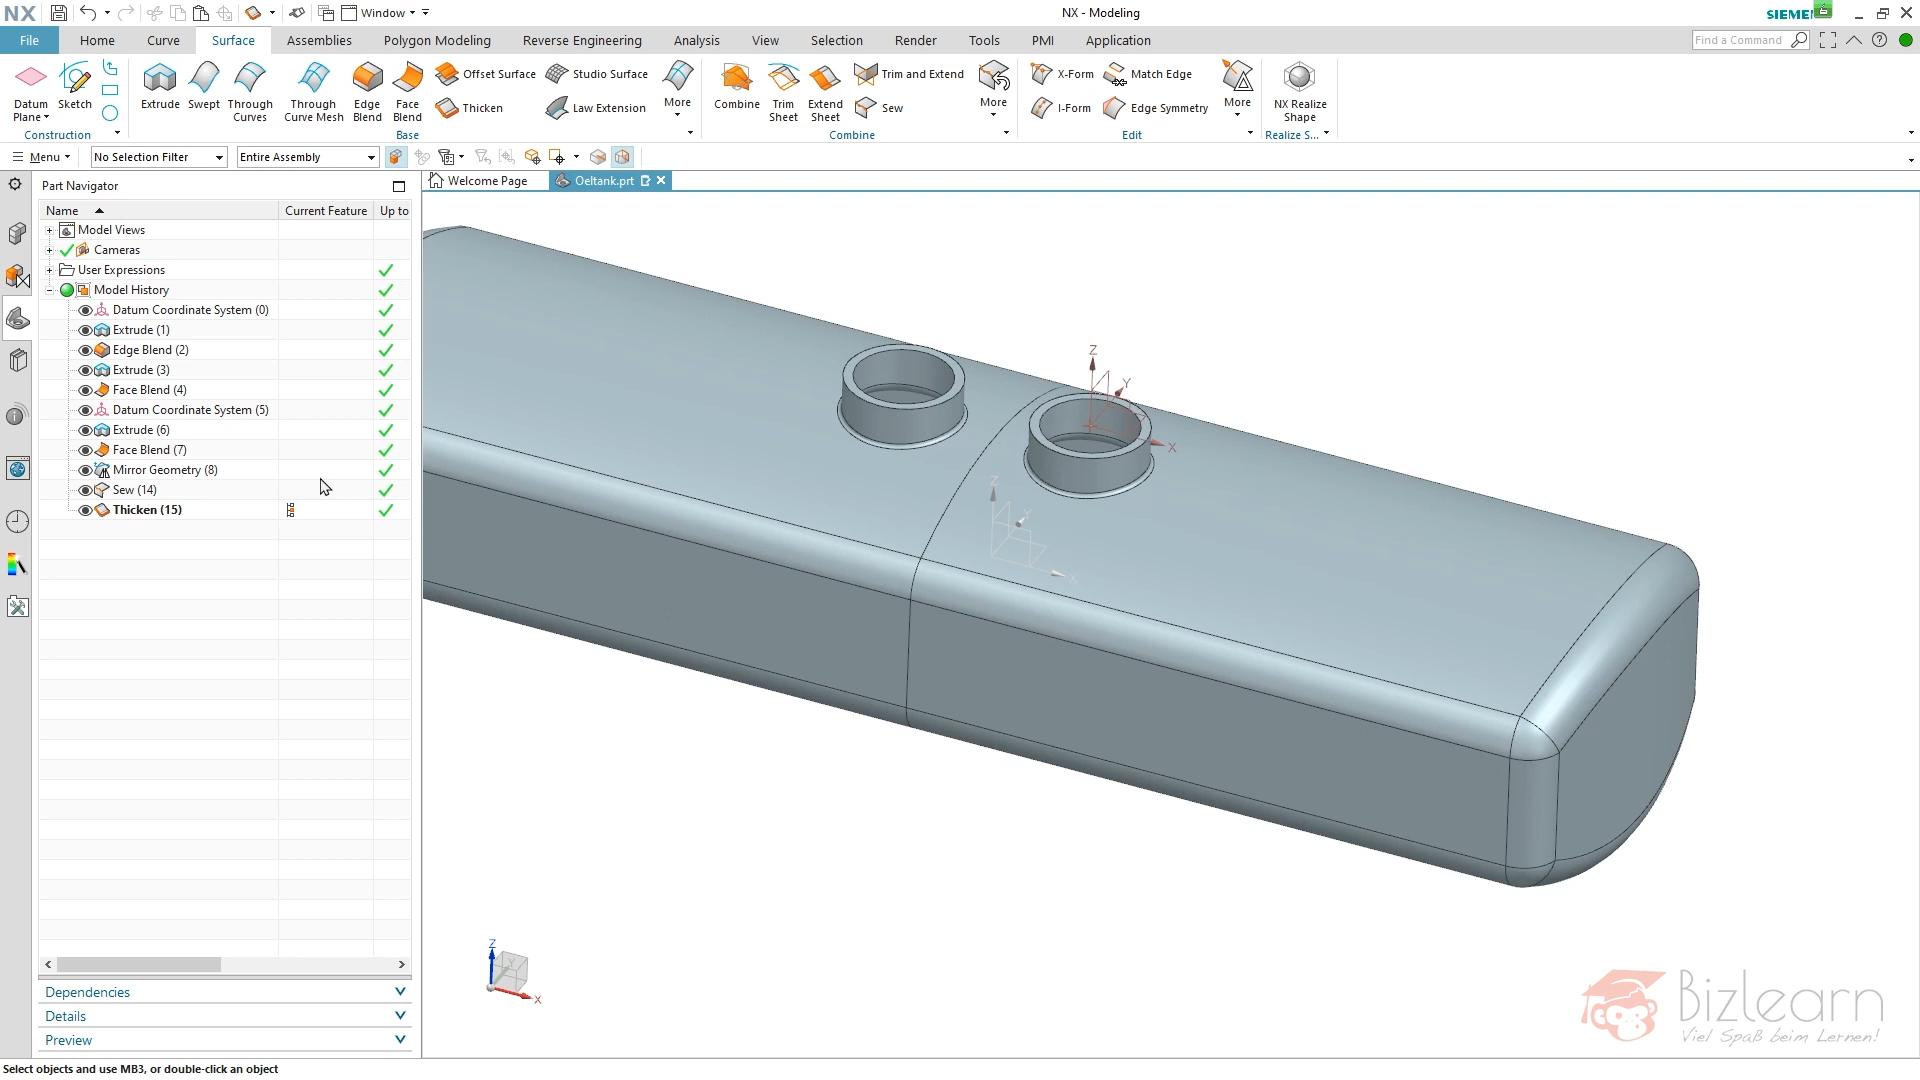 NX
Window
NX - Modeling
SIEME
File
Home
Curve
Surface
Assemblies
Polygon Modeling
Reverse Engineering
Analysis
View
Selection
Render
Tools
PMI
Application
Find a Command
Datum Plane
Sketch
Extrude
Swept
Through Curves
Through Curve Mesh
Edge Blend
Face Blend
Offset Surface
Thicken
Studio Surface
Law Extension
More
Combine
Trim Sheet
Extend Sheet
Trim and Extend
Sew
More
X-Form
I-Form
Match Edge
Edge Symmetry
More
NX Realize Shape
Construction
Base
Combine
Edit
Realize S...
Menu
No Selection Filter
Entire Assembly
Part Navigator
Welcome Page
Oeltank.prt
Name
Current Feature
Up to
Model Views
Cameras
User Expressions
Model History
Datum Coordinate System (0)
Extrude (1)
Edge Blend (2)
Extrude (3)
Face Blend (4)
Datum Coordinate System (5)
Extrude (6)
Face Blend (7)
Mirror Geometry (8)
Sew (14)
Thicken (15)
Z
Y
X
Z
Y
X
Z
Y
X
Dependencies
Details
Preview
Bizlearn
Viel Spaß beim Lernen!
Select objects and use MB3, or double-click an object